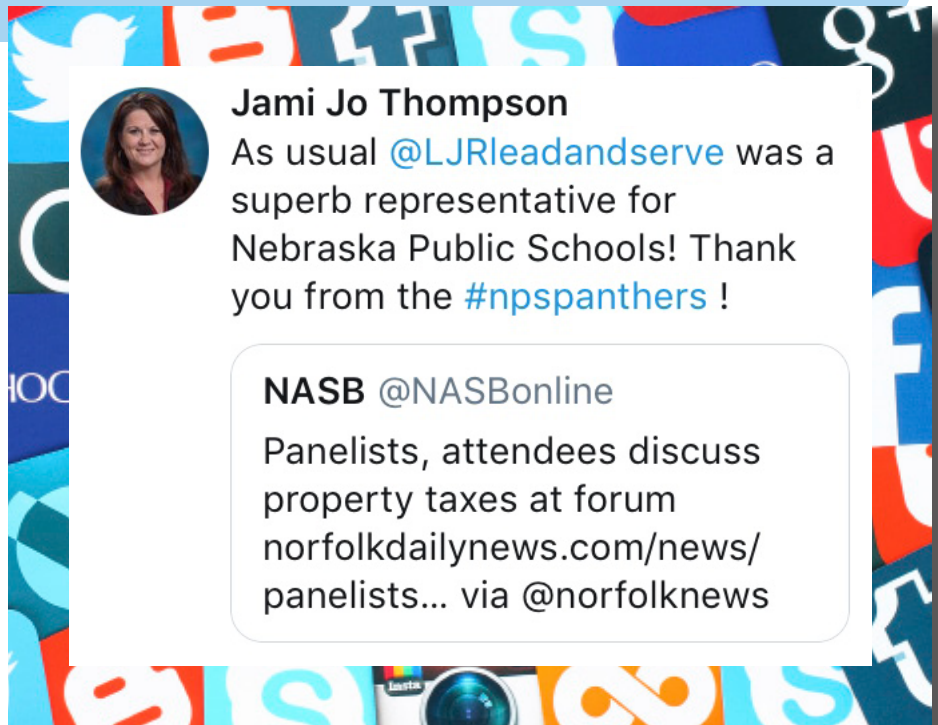 Jami Jo Thompson
As usual @LJRleadandserve was a
superb representative for
Nebraska Public Schools! Thank
you from the #npspanthers !
NASB @NASBonline
Panelists, attendees discuss
property taxes at forum
norfolkdailynews.com/news/
panelists... via @norfolknews
Insta